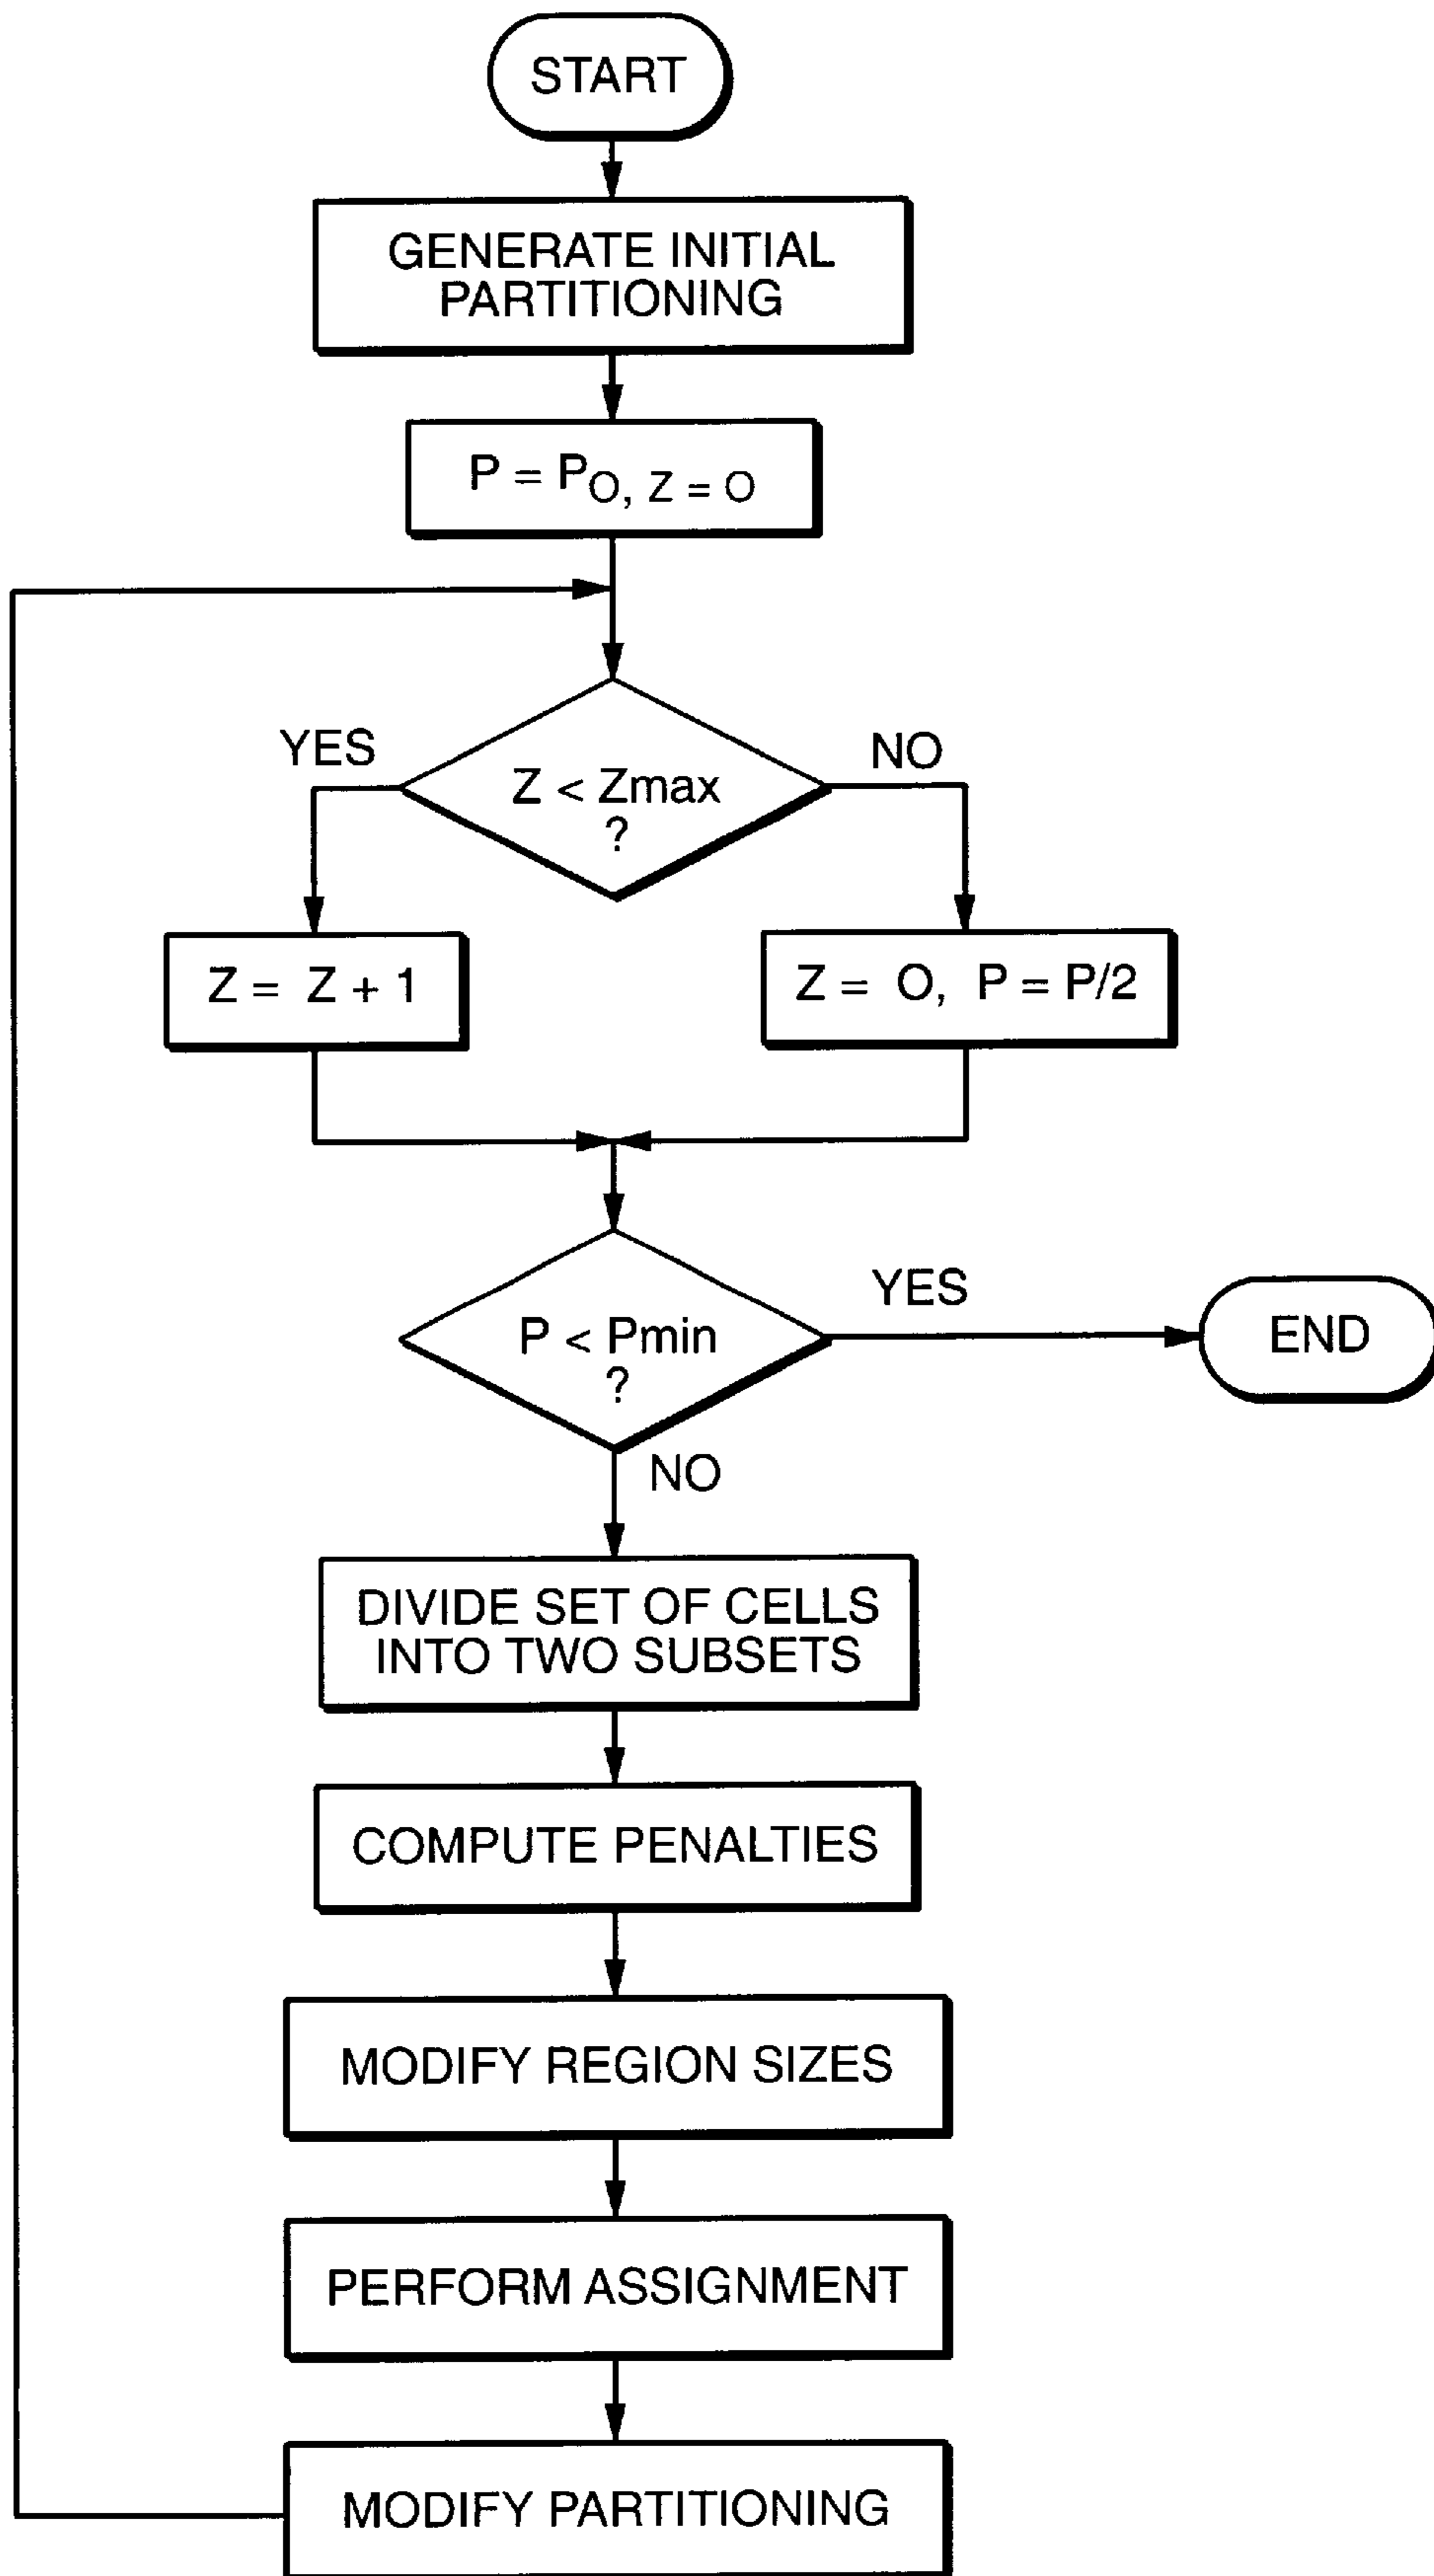 START
GENERATE INITIAL
PARTITIONING
P = PO, Z = O
YES
NO
Z < Zmax
?
Z = Z + 1
Z = O, P = P/2
YES
P < Pmin
?
END
NO
DIVIDE SET OF CELLS
INTO TWO SUBSETS
COMPUTE PENALTIES
MODIFY REGION SIZES
PERFORM ASSIGNMENT
MODIFY PARTITIONING